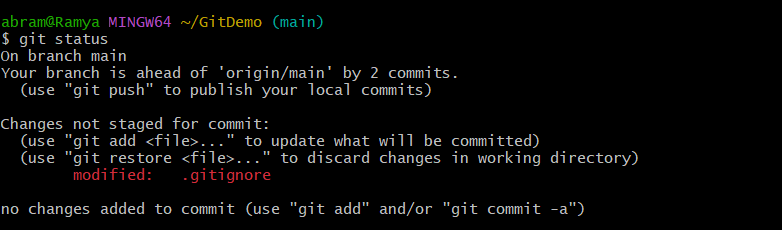 abram@Ramya MINGW64 ~/GitDemo (main)
$ git status
On branch main
Your branch is ahead of 'origin/main' by 2 commits.
  (use "git push" to publish your local commits)

Changes not staged for commit:
  (use "git add <file>..." to update what will be committed)
  (use "git restore <file>..." to discard changes in working directory)
        modified:   .gitignore

no changes added to commit (use "git add" and/or "git commit -a")